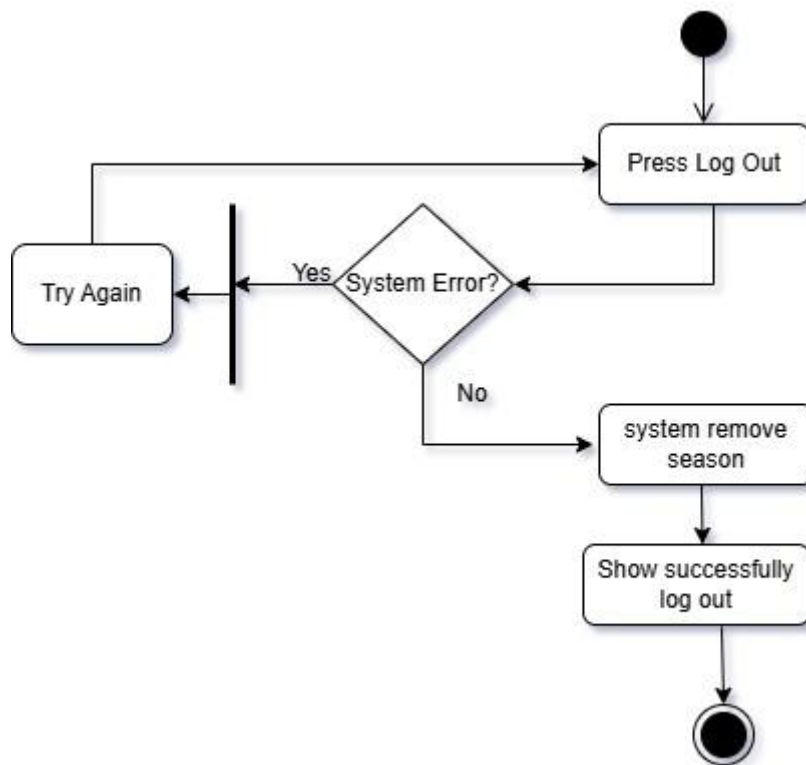 Press Log Out
Try Again
Yes
System Error?
No
system remove
season
Show successfully
log out